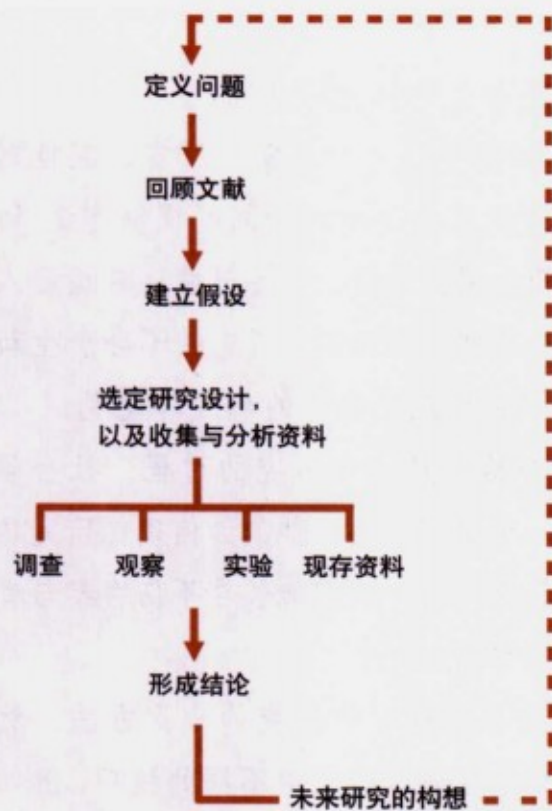 定义问题
回顾文献
建立假设
选定研究设计，
以及收集与分析资料
调查 观察 实验 现存资料
形成结论
未来研究的构想